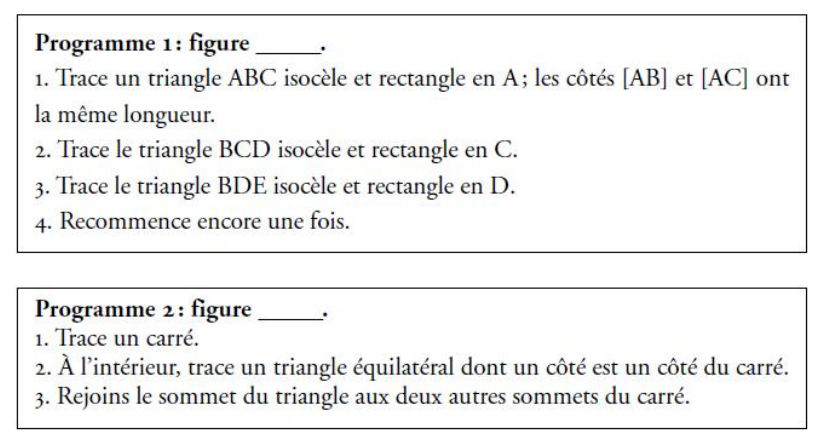 Programme 1 : figure ______.
1. Trace un triangle ABC isocèle et rectangle en A ; les côtés [AB] et [AC] ont
la même longueur.
2. Trace le triangle BCD isocèle et rectangle en C.
3. Trace le triangle BDE isocèle et rectangle en D.
4. Recommence encore une fois.
Programme 2 : figure ______.
1. Trace un carré.
2. À l’intérieur, trace un triangle équilatéral dont un côté est un côté du carré.
3. Rejoins le sommet du triangle aux deux autres sommets du carré.